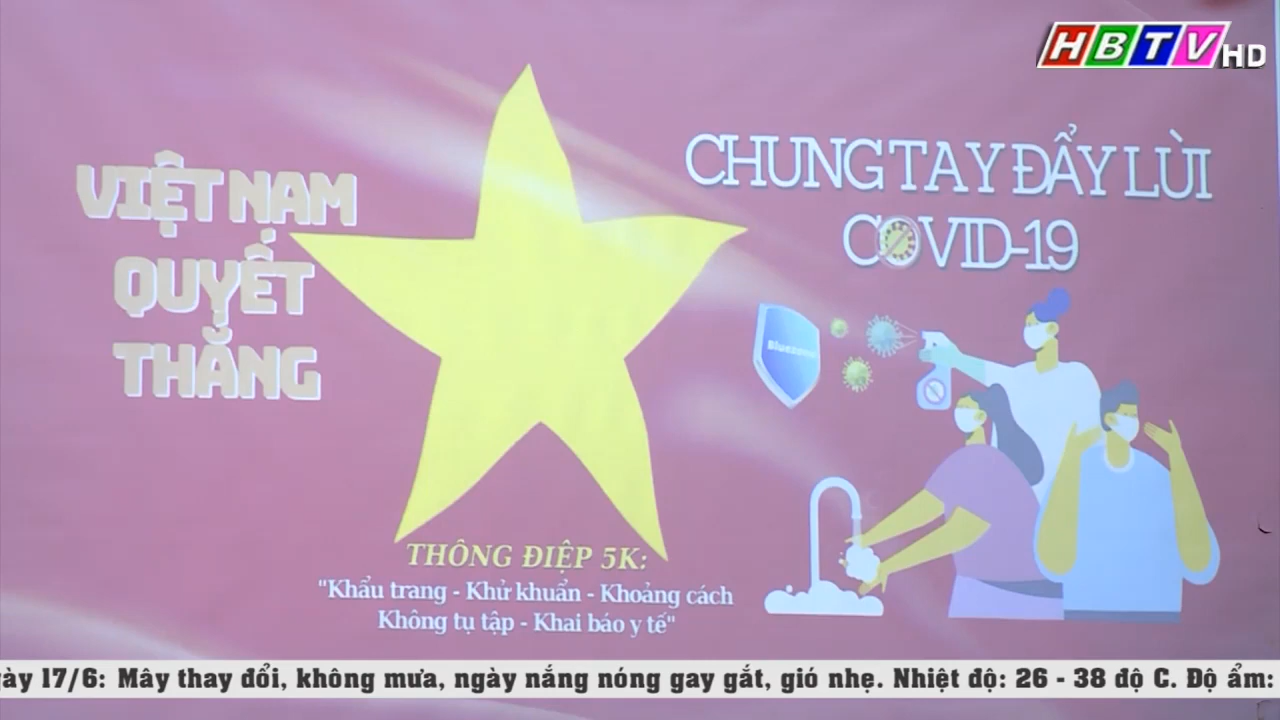 HBTV HD
VIỆT NAM
QUYẾT
THẮNG
CHUNG TAY ĐẨY LÙI
COVID-19
Bluezone
THÔNG ĐIỆP 5K:
"Khẩu trang - Khử khuẩn - Khoảng cách
Không tụ tập - Khai báo y tế"
ày 17/6: Mây thay đổi, không mưa, ngày nắng nóng gay gắt, gió nhẹ. Nhiệt độ: 26 - 38 độ C. Độ ẩm: